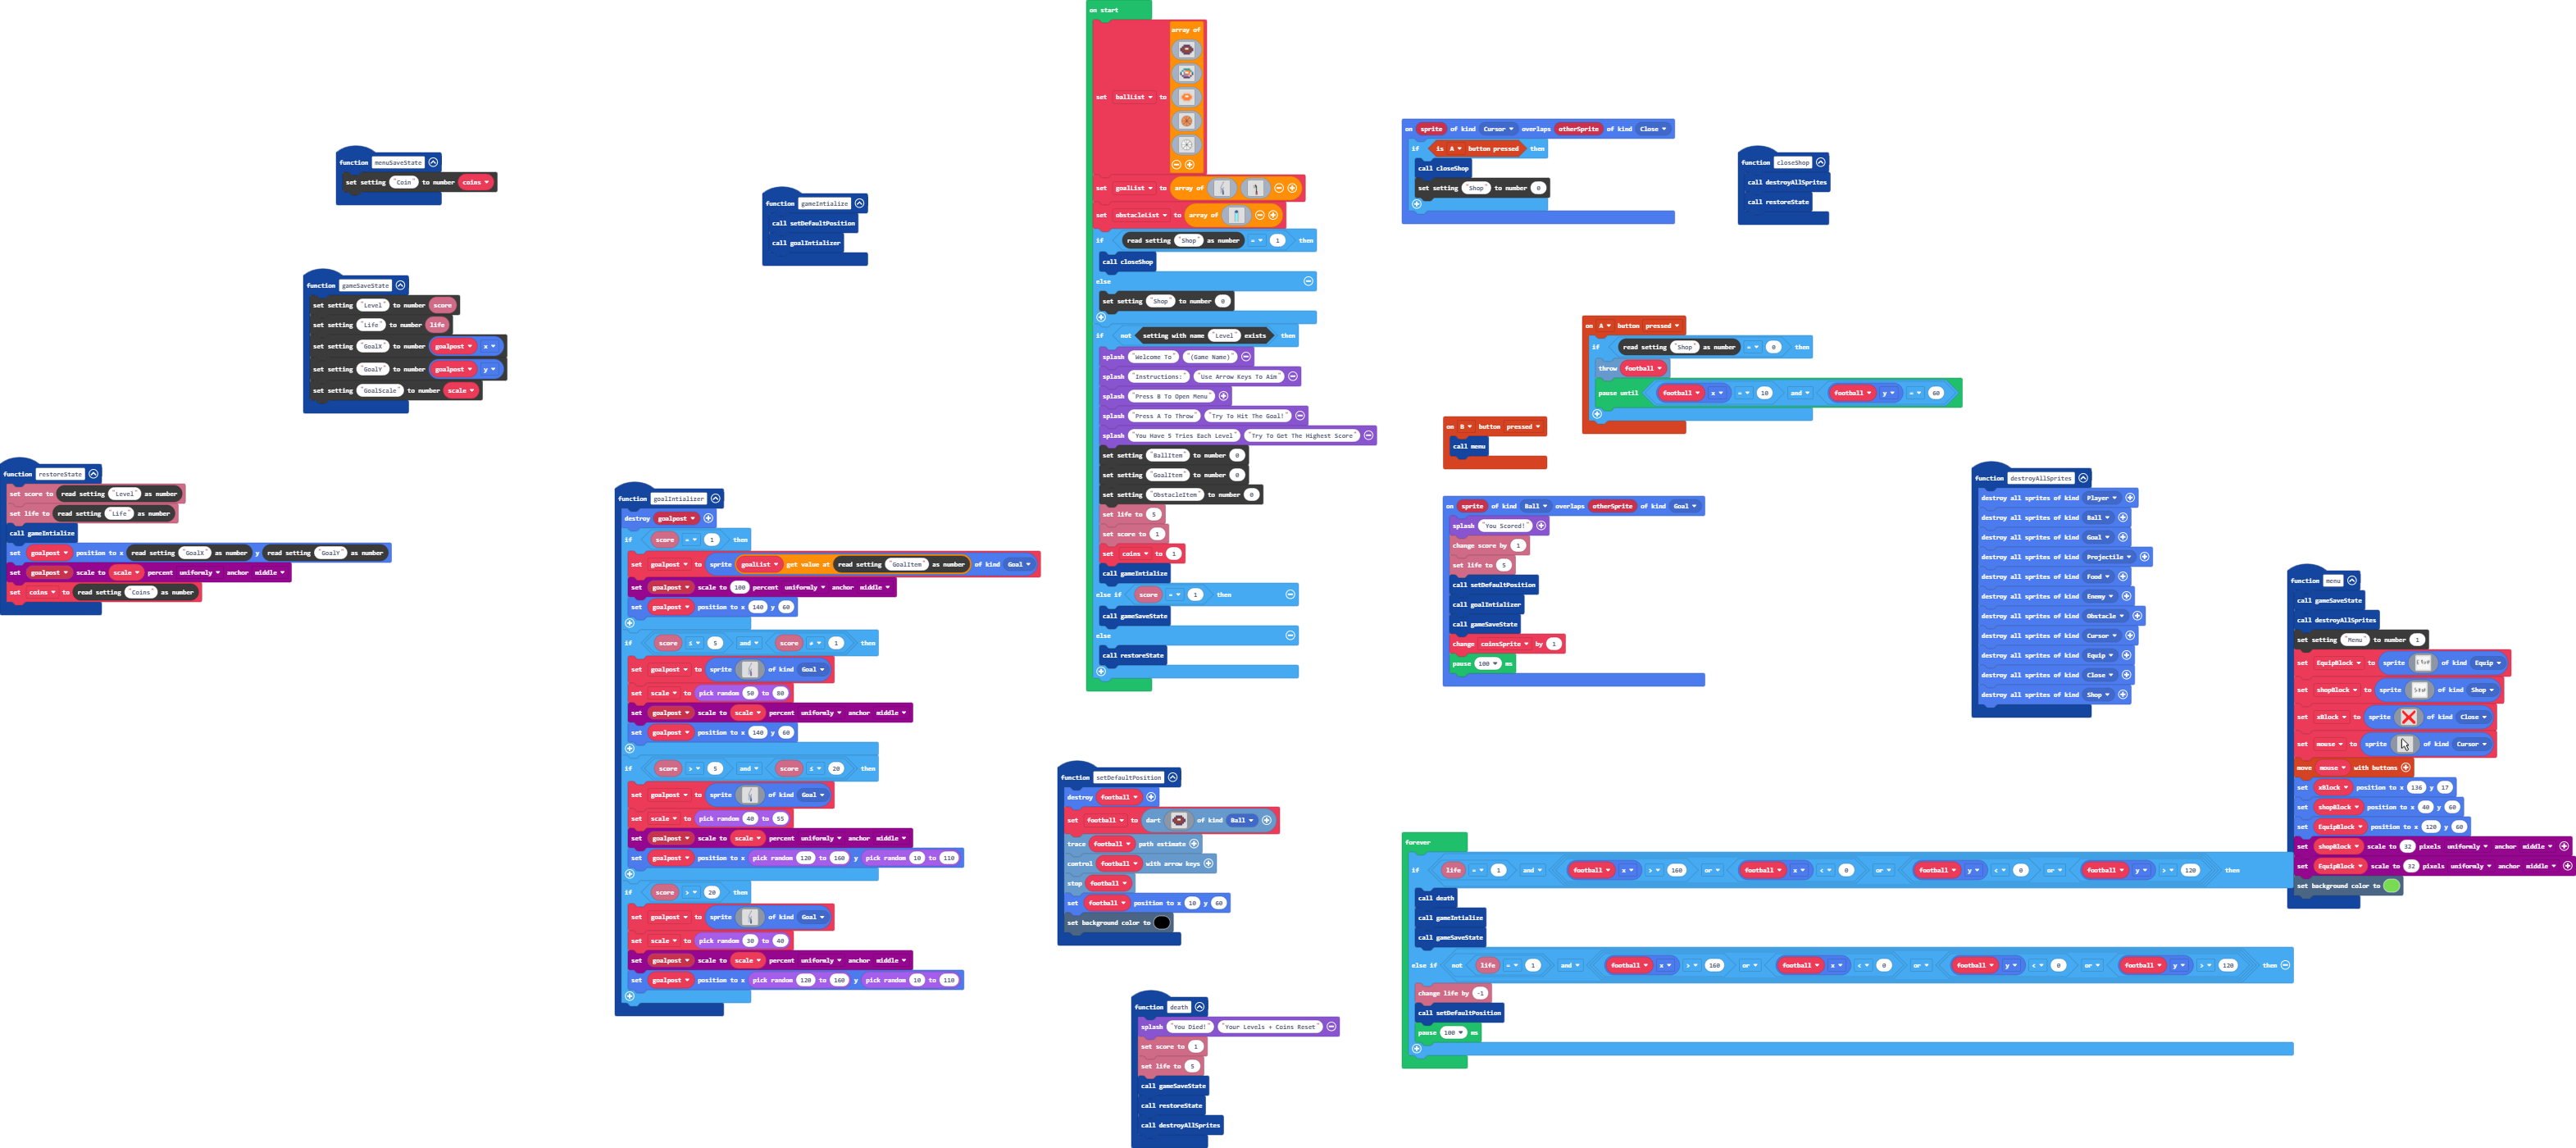 function menuSaveState
set setting "Coin" to number coins
function gameSaveState
set setting "Level" to number score
set setting "Life" to number life
set setting "GoalX" to number goalpost x
set setting "GoalY" to number goalpost y
set setting "GoalScale" to number scale
function restoreState
set score to read setting "Level" as number
set life to read setting "Life" as number
call gameIntialize
set goalpost position to x read setting "GoalX" as number y read setting "GoalY" as number
set goalpost scale to scale percent uniformly anchor middle
set coins to read setting "Coins" as number
function gameIntialize
call setDefaultPosition
call goalIntializer
function goalIntializer
destroy goalpost
if score = 1 then
set goalpost to sprite goalList get value at read setting "GoalItem" as number of kind Goal
set goalpost scale to 100 percent uniformly anchor middle
set goalpost position to x 140 y 60
if score ≤ 5 and score ≠ 1 then
set goalpost to sprite of kind Goal
set scale to pick random 50 to 80
set goalpost scale to scale percent uniformly anchor middle
set goalpost position to x 140 y 60
if score > 5 and score ≤ 20 then
set goalpost to sprite of kind Goal
set scale to pick random 40 to 55
set goalpost scale to scale percent uniformly anchor middle
set goalpost position to x pick random 120 to 160 y pick random 10 to 110
if score > 20 then
set goalpost to sprite of kind Goal
set scale to pick random 30 to 40
set goalpost scale to scale percent uniformly anchor middle
set goalpost position to x pick random 120 to 160 y pick random 10 to 110
on start
array of
set ballList to
set goalList to array of
set obstacleList to array of
if read setting "Shop" as number = 1 then
call closeShop
else
set setting "Shop" to number 0
if not setting with name "Level" exists then
splash "Welcome To" "(Game Name)"
splash "Instructions:" "Use Arrow Keys To Aim"
splash "Press B To Open Menu"
splash "Press A To Throw" "Try To Hit The Goal!"
splash "You Have 5 Tries Each Level" "Try To Get The Highest Score"
set setting "BallItem" to number 0
set setting "GoalItem" to number 0
set setting "ObstacleItem" to number 0
set life to 5
set score to 1
set coins to 1
call gameIntialize
else if score = 1 then
call gameSaveState
else
call restoreState
function setDefaultPosition
destroy football
set football to dart of kind Ball
trace football path estimate
control football with arrow keys
stop football
set football position to x 10 y 60
set background color to
function death
splash "You Died!" "Your Levels + Coins Reset"
set score to 1
set life to 5
call gameSaveState
call restoreState
call destroyAllSprites
on sprite of kind Cursor overlaps otherSprite of kind Close
if is A button pressed then
call closeShop
set setting "Shop" to number 0
function closeShop
call destroyAllSprites
call restoreState
on A button pressed
if read setting "Shop" as number = 0 then
throw football
pause until football x = 10 and football y = 60
on B button pressed
call menu
on sprite of kind Ball overlaps otherSprite of kind Goal
splash "You Scored!"
change score by 1
set life to 5
call setDefaultPosition
call goalIntializer
call gameSaveState
change coinsSprite by 1
pause 100 ms
forever
if life = 1 and football x > 160 or football x < 0 or football y < 0 or football y > 120 then
call death
call gameIntialize
call gameSaveState
else if not life = 1 and football x > 160 or football x < 0 or football y < 0 or football y > 120 then
change life by -1
call setDefaultPosition
pause 100 ms
function destroyAllSprites
destroy all sprites of kind Player
destroy all sprites of kind Ball
destroy all sprites of kind Goal
destroy all sprites of kind Projectile
destroy all sprites of kind Food
destroy all sprites of kind Enemy
destroy all sprites of kind Obstacle
destroy all sprites of kind Cursor
destroy all sprites of kind Equip
destroy all sprites of kind Close
destroy all sprites of kind Shop
function menu
call gameSaveState
call destroyAllSprites
set setting "Menu" to number 1
set EquipBlock to sprite of kind Equip
set shopBlock to sprite of kind Shop
set xBlock to sprite of kind Close
set mouse to sprite of kind Cursor
move mouse with buttons
set xBlock position to x 136 y 17
set shopBlock position to x 40 y 60
set EquipBlock position to x 120 y 60
set shopBlock scale to 32 pixels uniformly anchor middle
set EquipBlock scale to 32 pixels uniformly anchor middle
set background color to